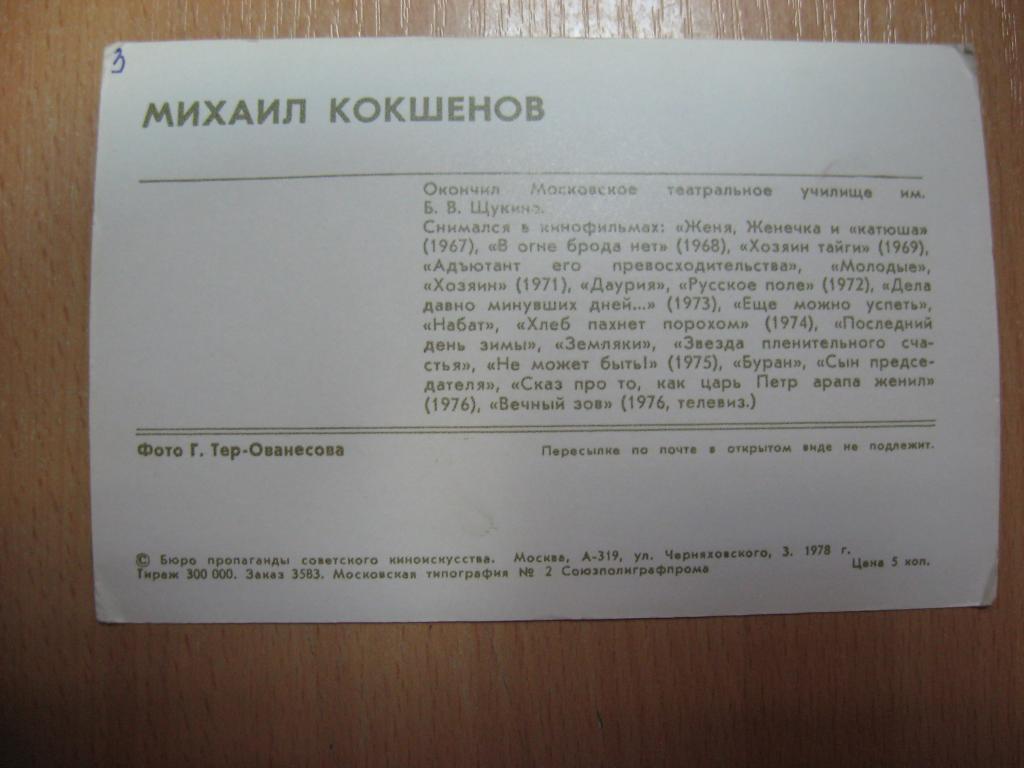 3
МИХАИЛ КОКШЕНОВ
Окончил Московское театральное училище им.
Б. В. Щукина.
Снимался в кинофильмах: «Женя, Женечка и «катюша»
(1967), «В огне брода нет» (1968), «Хозяин тайги» (1969),
«Адъютант его превосходительства», «Молодые»,
«Хозяин» (1971), «Даурия», «Русское поле» (1972), «Дела
давно минувших дней...» (1973), «Еще можно успеть»,
«Набат», «Хлеб пахнет порохом» (1974), «Последний
день зимы», «Земляки», «Звезда пленительного сча-
стья», «Не может быть!» (1975), «Буран», «Сын предсе-
дателя», «Сказ про то, как царь Петр арапа женил»
(1976), «Вечный зов» (1976, телевиз.)
Фото Г. Тер-Ованесова
Пересылке по почте в открытом виде не подлежит.
© Бюро пропаганды советского киноискусства. Москва, А-319, ул. Черняховского, 3. 1978 г.
Тираж 300 000. Заказ 3583. Московская типография № 2 Союзполиграфпрома
Цена 5 коп.